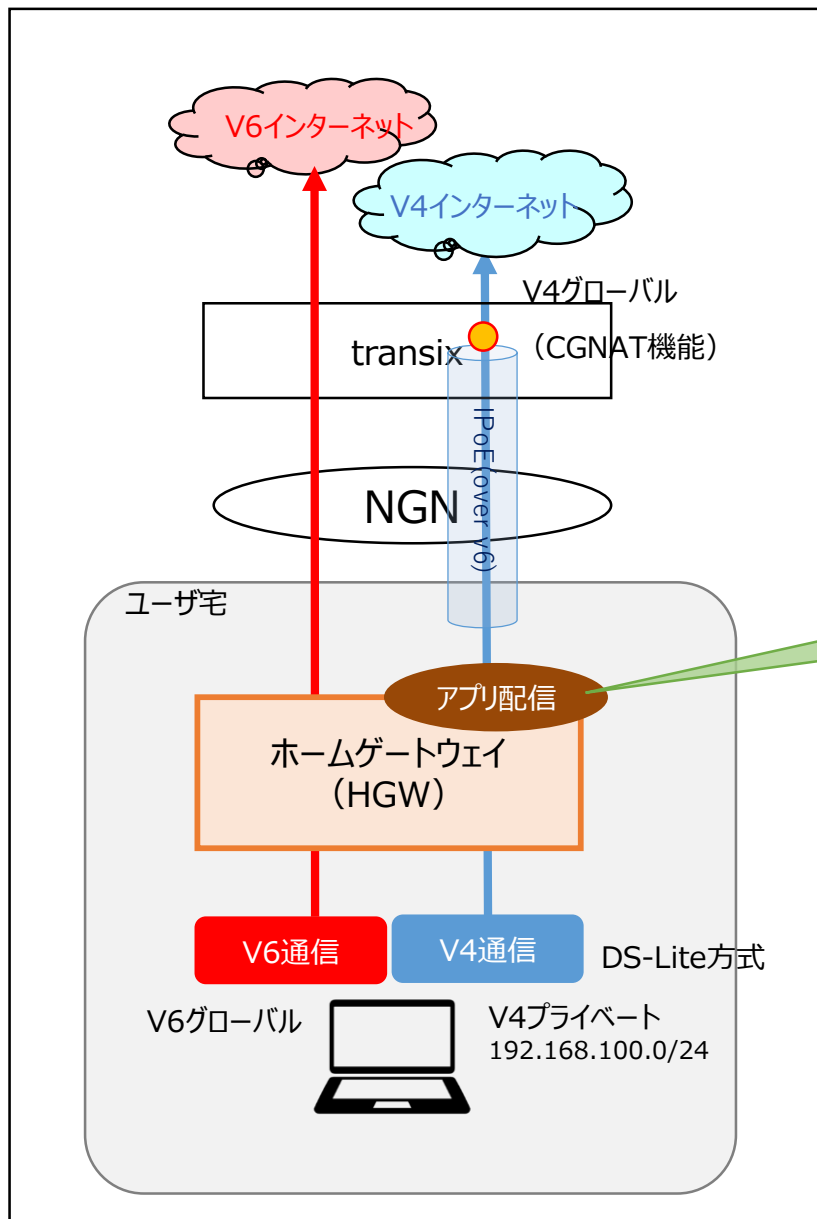 V6インターネット
V4インターネット
V4グローバル
transix
（CGNAT機能）
IPoE(over v6)
NGN
ユーザ宅
アプリ配信
ホームゲートウェイ
（HGW）
V6通信
V4通信
DS-Lite方式
V6グローバル
V4プライベート
192.168.100.0/24